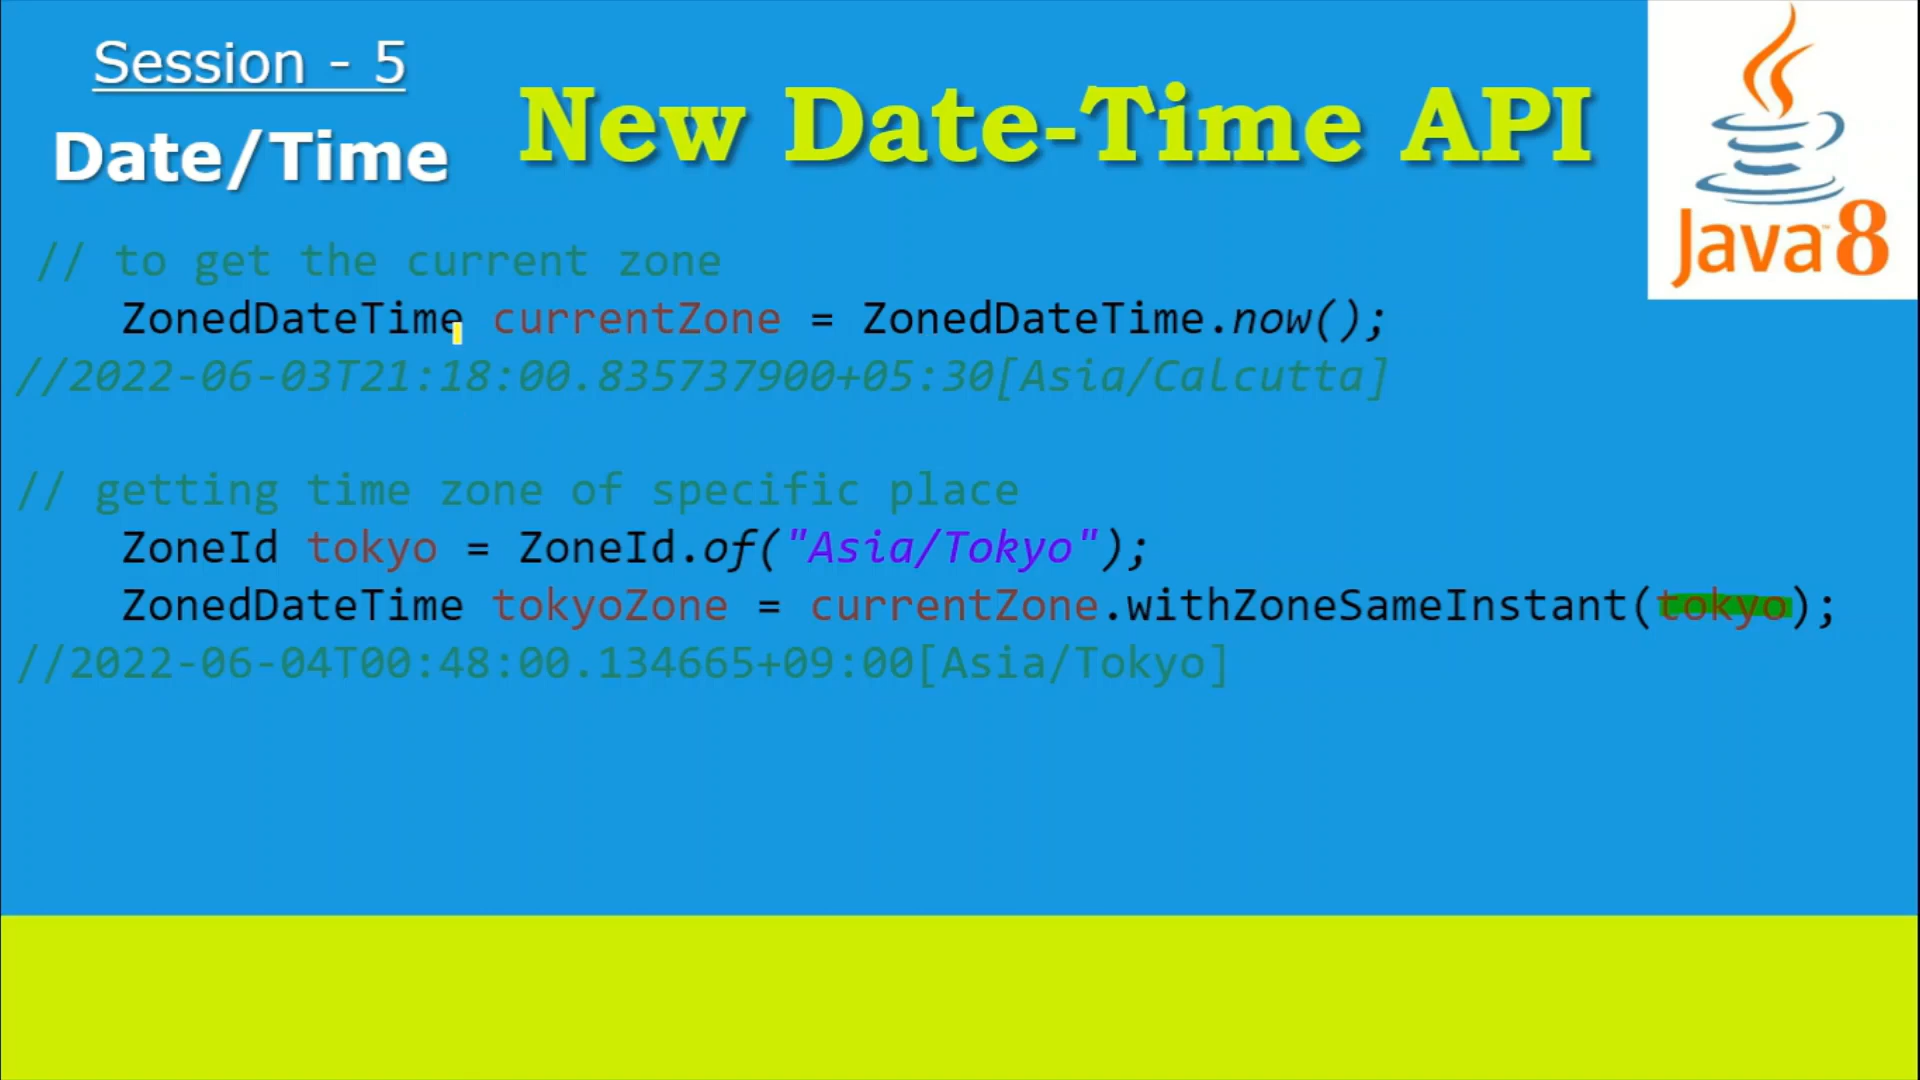 Session - 5
Date/Time
New Date-Time API
Java™ 8
// to get the current zone
ZonedDateTime currentZone = ZonedDateTime.now();
//2022-06-03T21:18:00.835737900+05:30[Asia/Calcutta]
// getting time zone of specific place
ZoneId tokyo = ZoneId.of("Asia/Tokyo");
ZonedDateTime tokyoZone = currentZone.withZoneSameInstant(tokyo);
//2022-06-04T00:48:00.134665+09:00[Asia/Tokyo]